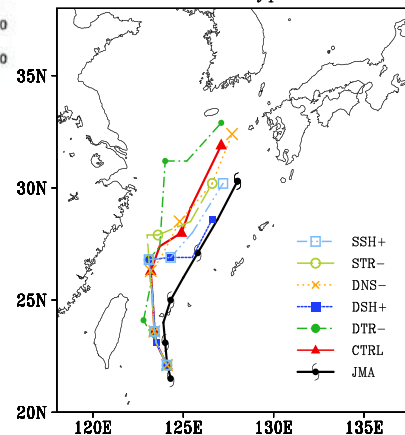 35N
30N
25N
20N
120E
125E
130E
135E
SSH+
STR−
DNS−
DSH+
DTR−
CTRL
JMA